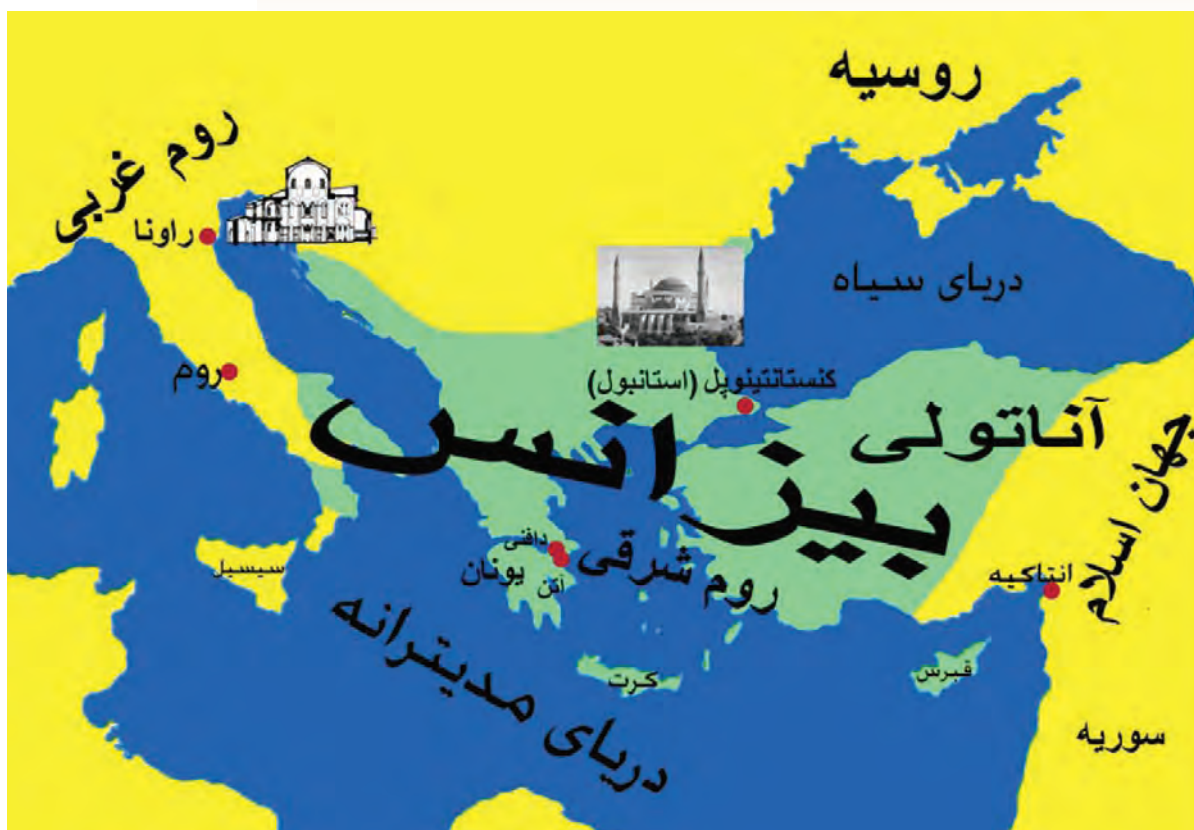 روسیه
روم غربی
راونا
دریای سیاه
روم
کنستانتینوپل (استانبول)
آناتولی
بیزانس
جهان اسلام
دافنی
یونان
آتن
روم شرقی
انتاکیه
سیسیل
دریای مدیترانه
کرت
قبرس
سوریه